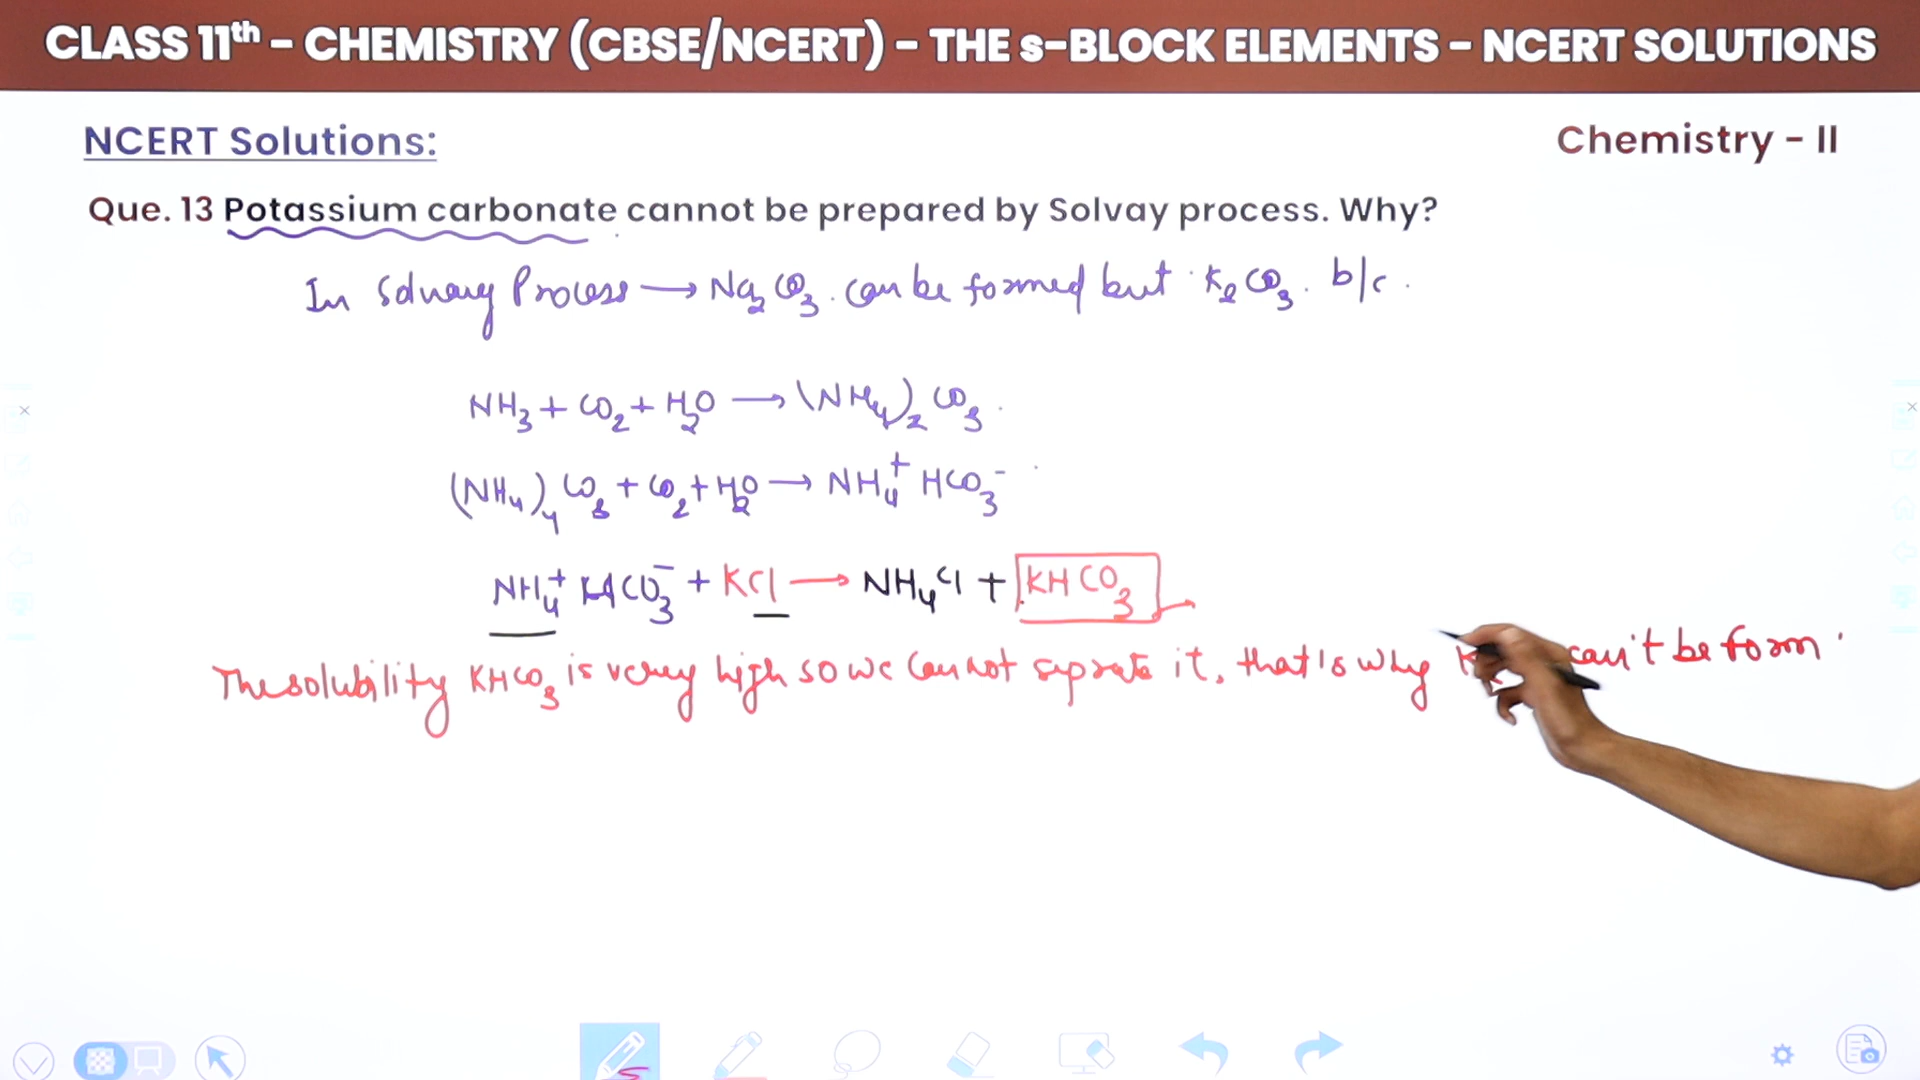 CLASS 11th - CHEMISTRY (CBSE/NCERT) - THE s-BLOCK ELEMENTS - NCERT SOLUTIONS
NCERT Solutions:
Chemistry - II
Que. 13 Potassium carbonate cannot be prepared by Solvay process. Why?
In Solvay Process → Na₂CO₃. can be formed but K₂CO₃. b/c.
NH₃ + CO₂ + H₂O → (NH₄)₂CO₃.
(NH₄)₄CO₃ + CO₂ + H₂O → NH₄⁺HCO₃⁻
NH₄⁺HCO₃⁻ + KCl → NH₄Cl + KHCO₃
The solubility KHCO₃ is very high so we cannot seprate it, that's why can't be form.